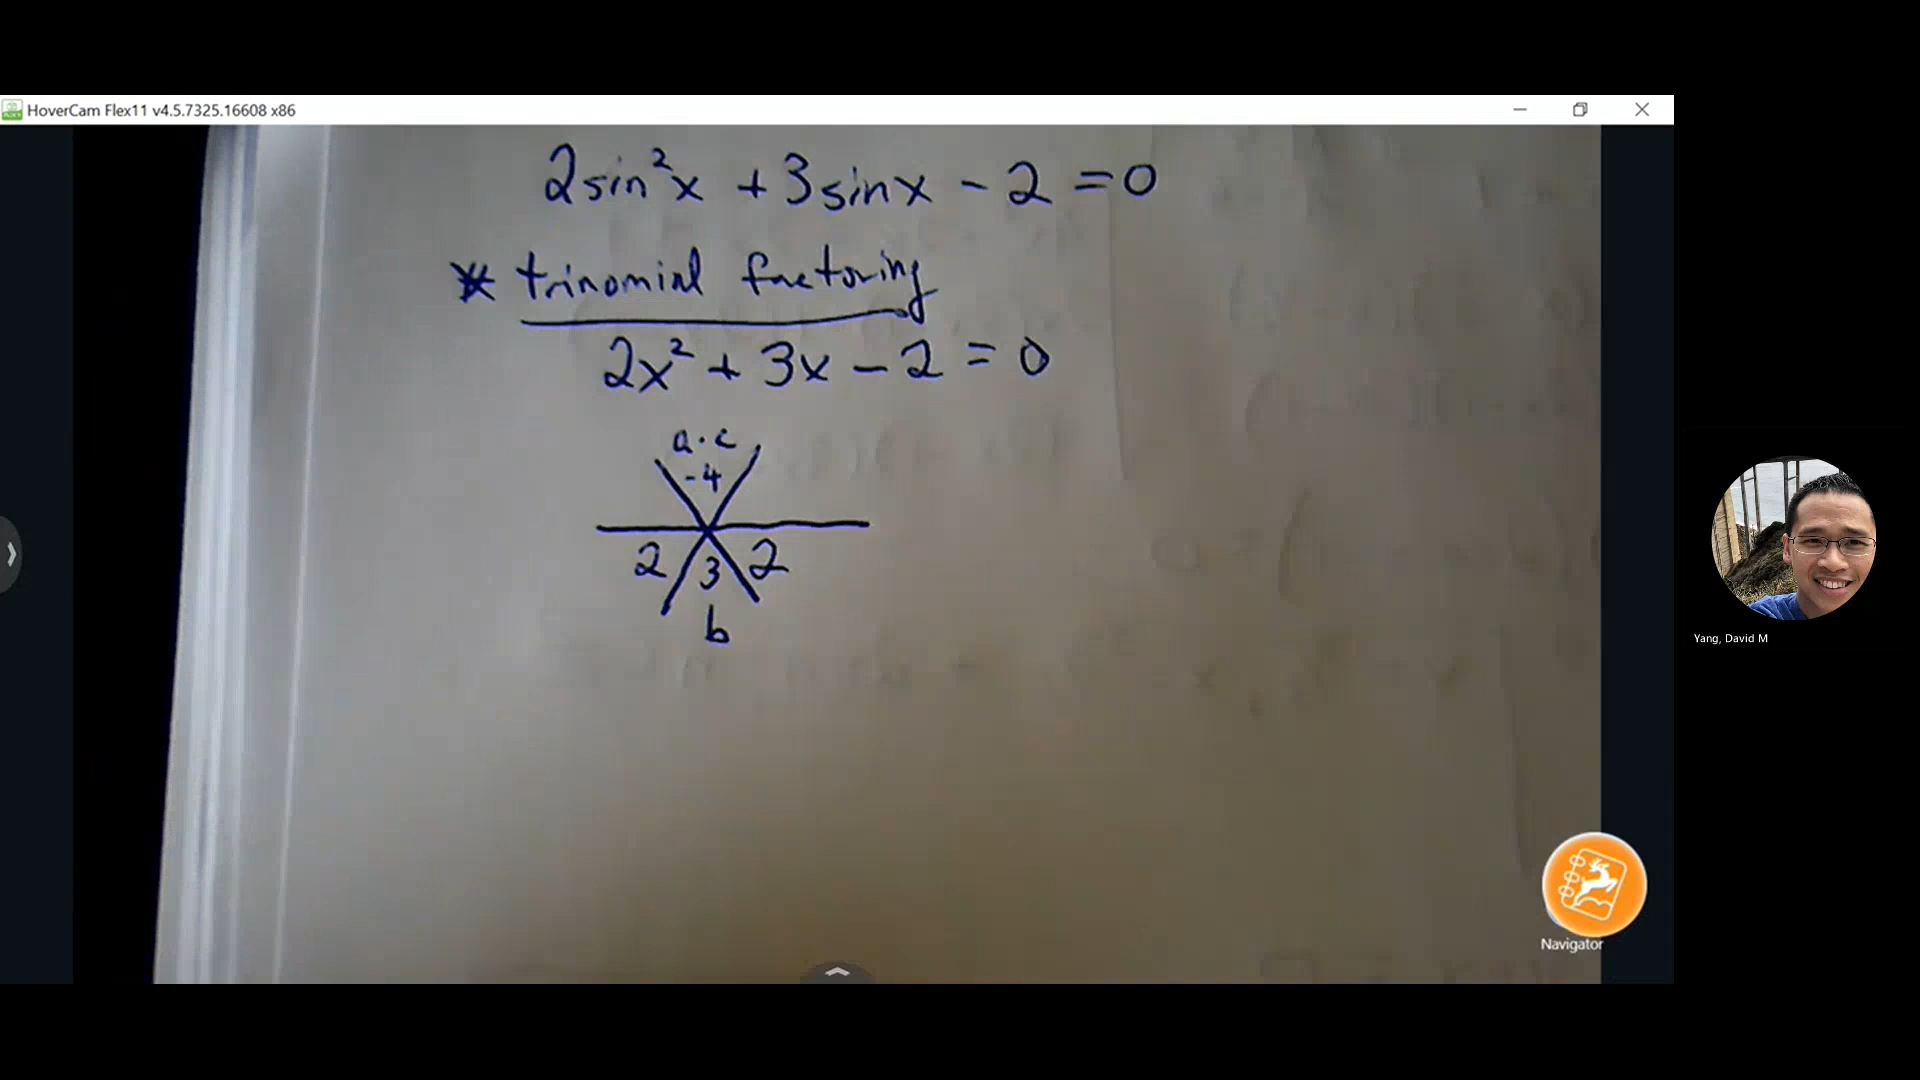 HoverCam Flex11 v4.5.7325.16608 x86
2sin²x + 3sinx - 2 = 0
* trinomial factoring
2x² + 3x - 2 = 0
a · c
-4
2 3 2
b
Yang, David M
Navigator